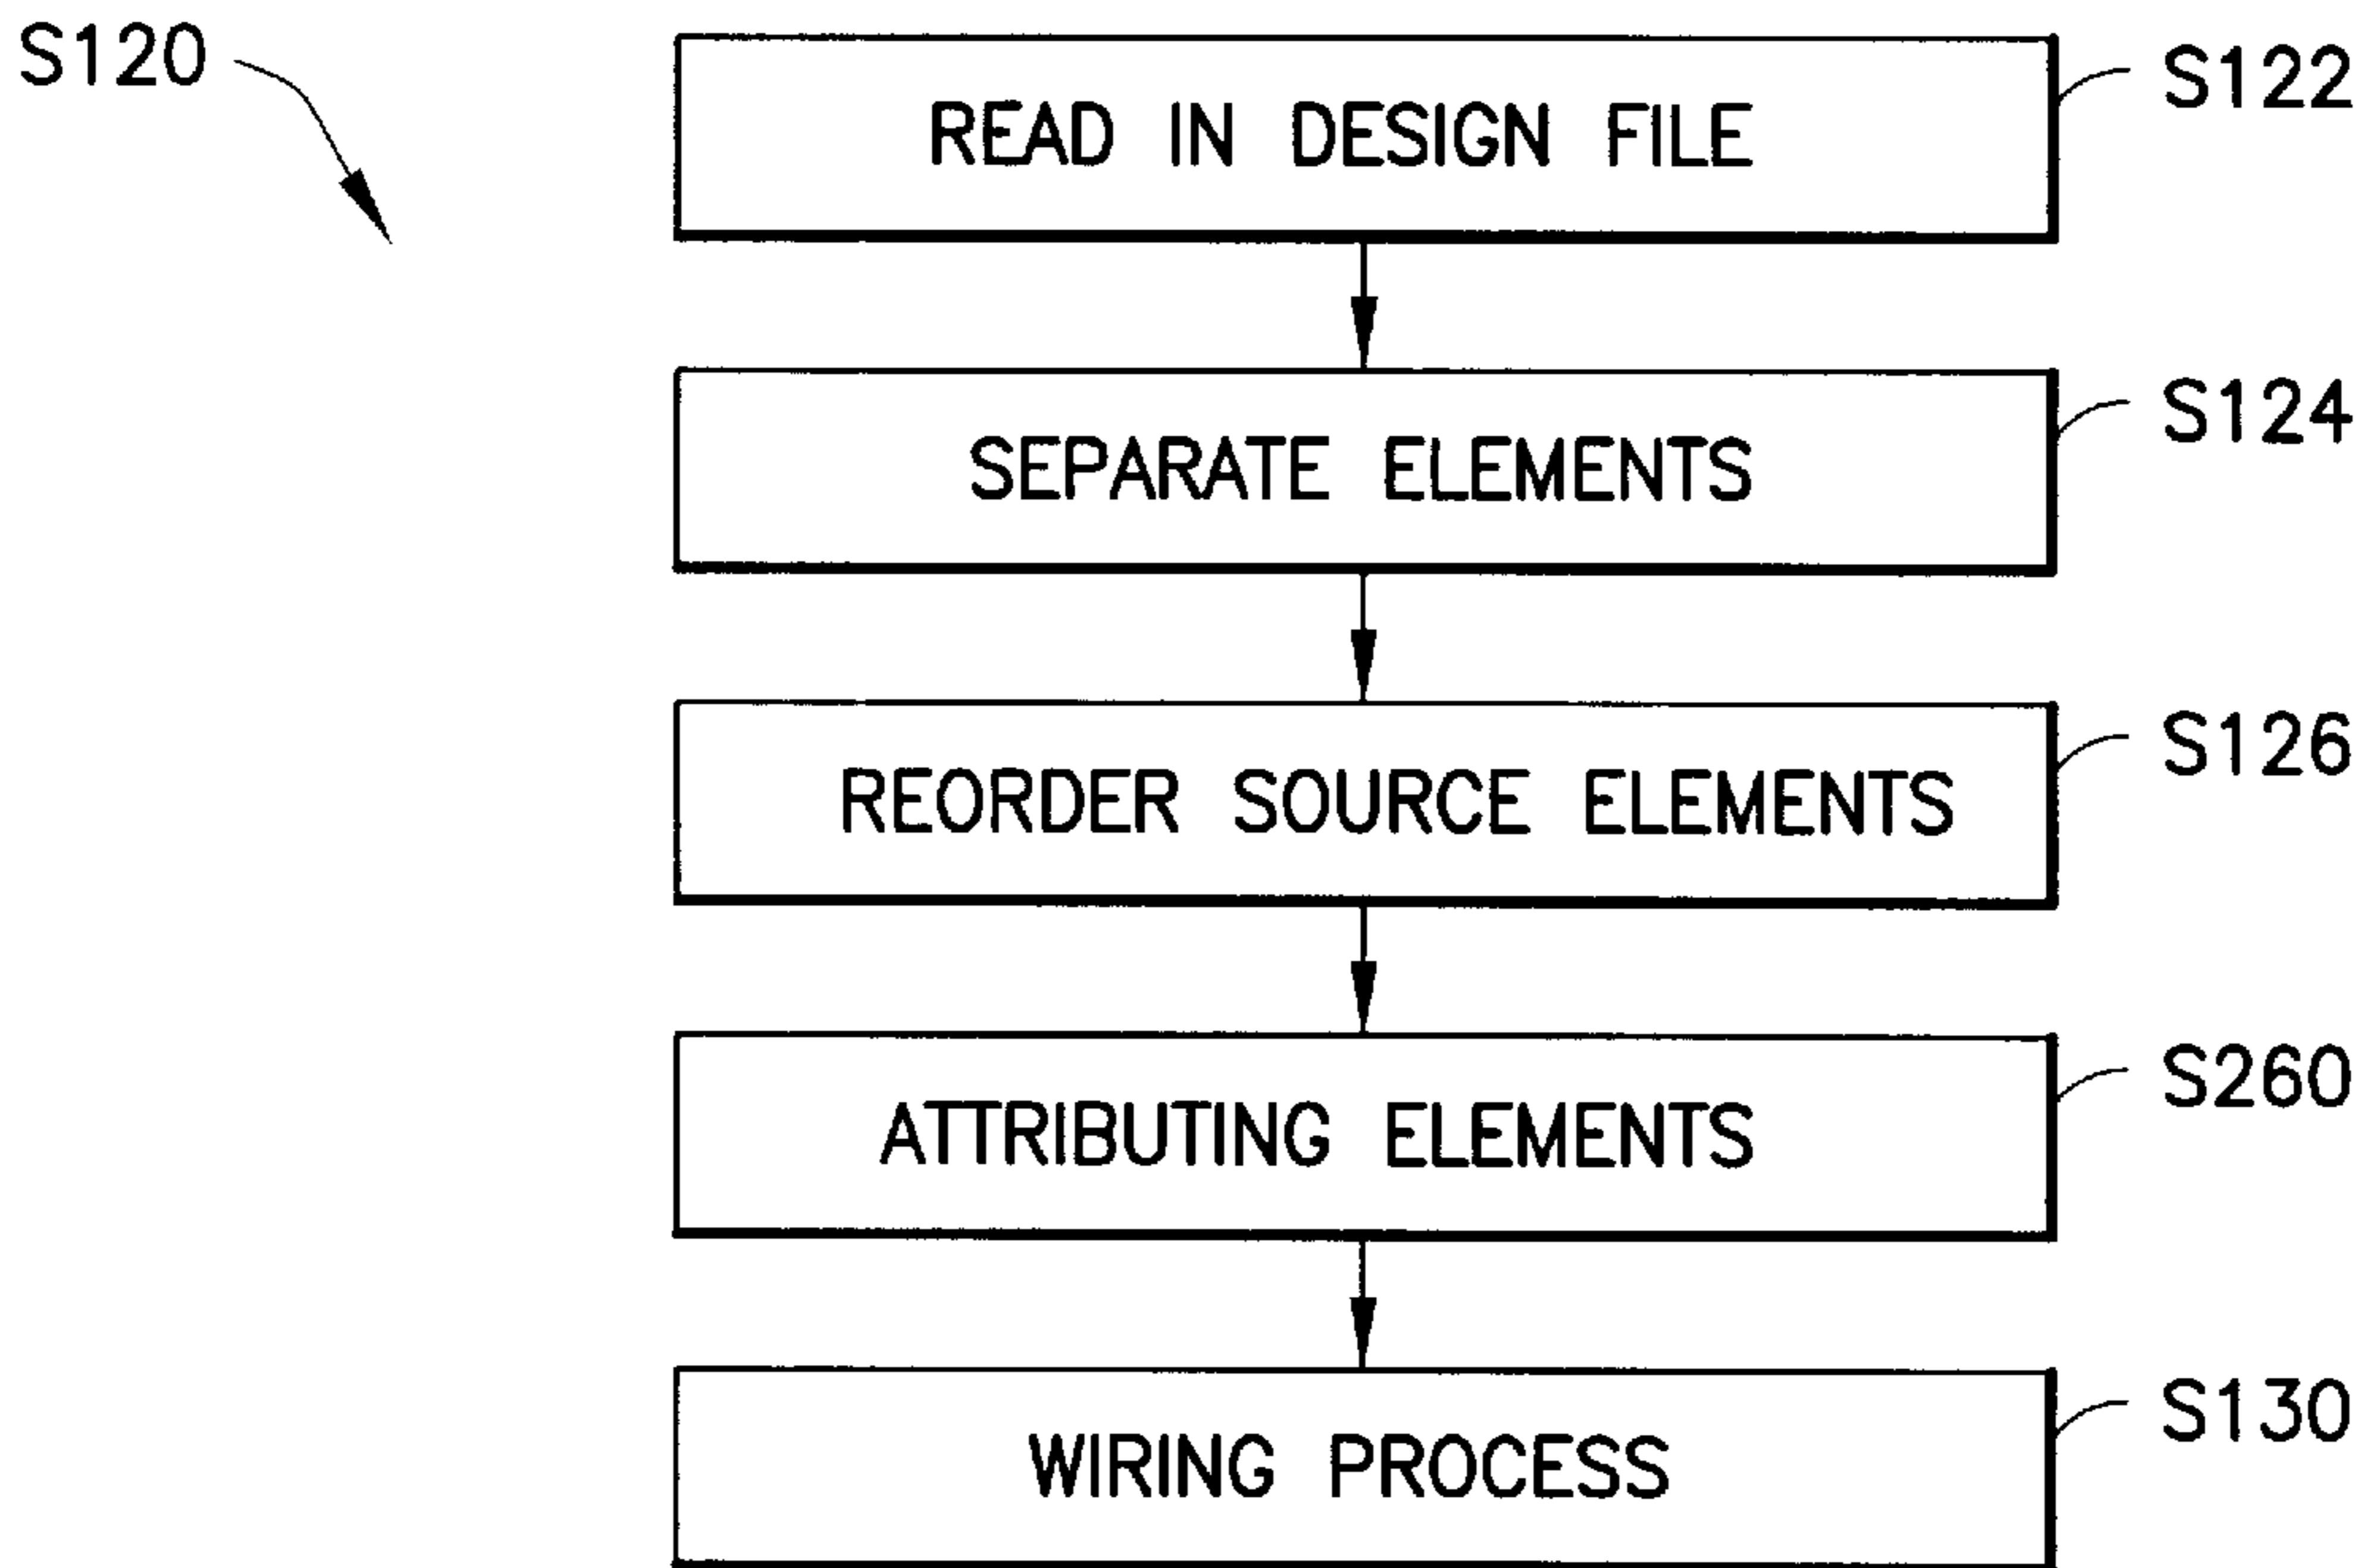 S120
READ IN DESIGN FILE
S122
SEPARATE ELEMENTS
S124
REORDER SOURCE ELEMENTS
S126
ATTRIBUTING ELEMENTS
S260
WIRING PROCESS
S130